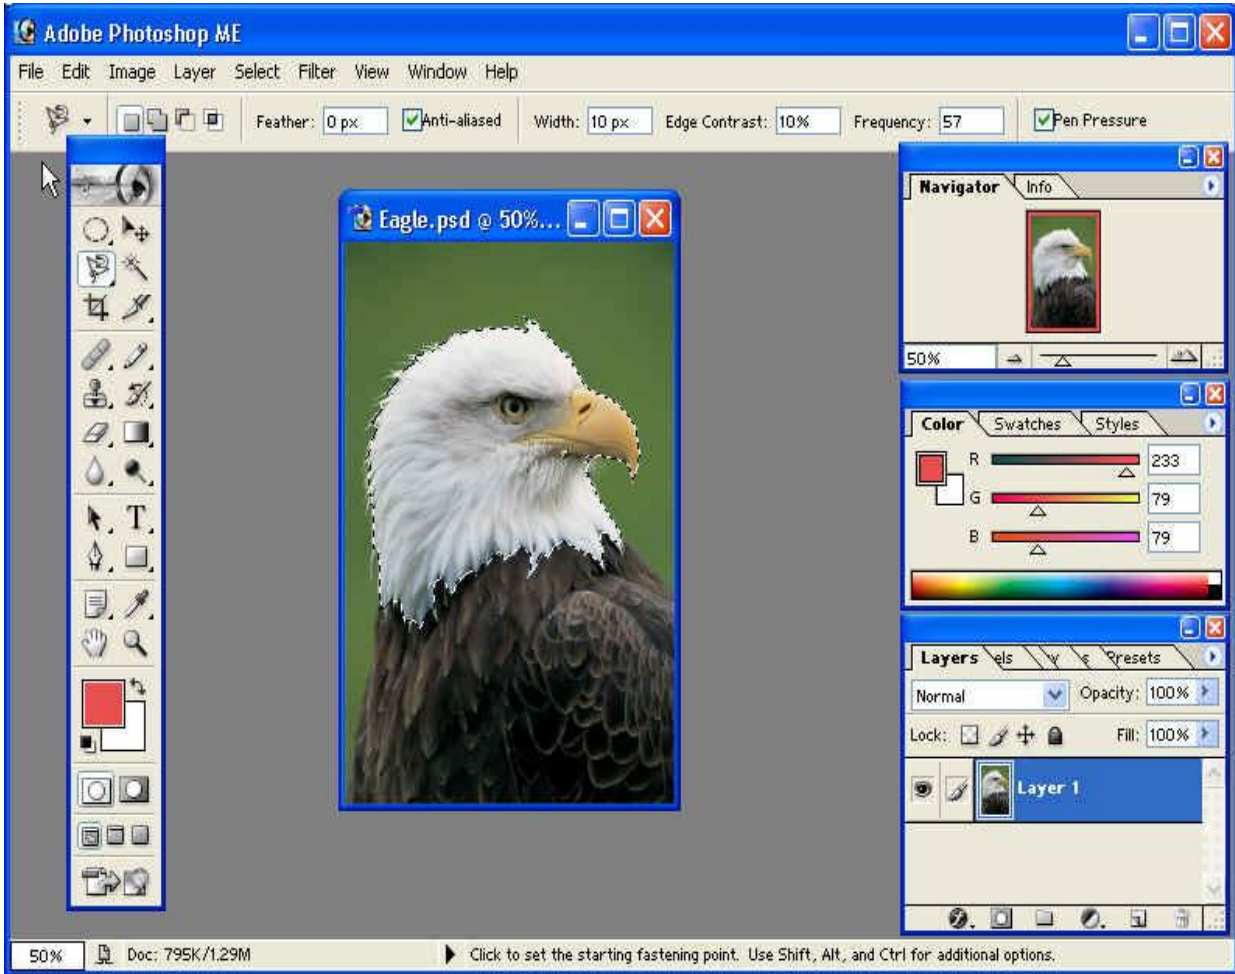 Adobe Photoshop ME
File Edit Image Layer Select Filter View Window Help
Feather: 0 px Anti-aliased Width: 10 px Edge Contrast: 10% Frequency: 57 Pen Pressure
Eagle.psd @ 50%...
Navigator Info
50%
Color Swatches Styles
R 233
G 79
B 79
Layers els Presets
Normal Opacity: 100%
Lock: Fill: 100%
Layer 1
50% Doc: 795K/1.29M Click to set the starting fastening point. Use Shift, Alt, and Ctrl for additional options.